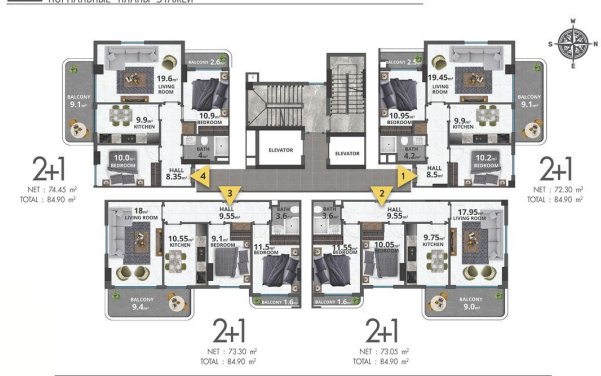 НОРМАЛЬНЫЕ ПЛАНЫ ЭТАЖЕЙ
W
S
N
E
BALCONY 2.6m²
19.6m²
LIVING
ROOM
BALCONY
9.1m²
10.9m²
BEDROOM
9.9m²
KITCHEN
BATH
4m²
10.0m²
BEDROOM
HALL
8.35m²
4
ELEVATOR
ELEVATOR
BALCONY 2.5m²
19.45m²
LIVING
ROOM
BALCONY
9.1m²
10.95m²
BEDROOM
9.9m²
KITCHEN
BATH
4.2m²
10.2m²
BEDROOM
HALL
8.5m²
1
2+1
NET : 74.45 m²
TOTAL : 84.90 m²
2+1
NET : 72.30 m²
TOTAL : 84.90 m²
3
2
18m²
LIVING ROOM
HALL
9.55m²
BATH
3.6m²
10.55m²
KITCHEN
9.1m²
BEDROOM
11.5m²
BEDROOM
BALCONY
9.4m²
BALCONY 1.6m²
BATH
3.6m²
HALL
9.55m²
17.95m²
LIVING ROOM
11.55m²
BEDROOM
10.05m²
BEDROOM
9.75m²
KITCHEN
BALCONY 1.6m²
BALCONY
9.0m²
2+1
NET : 73.30 m²
TOTAL : 84.90 m²
2+1
NET : 73.05 m²
TOTAL : 84.90 m²